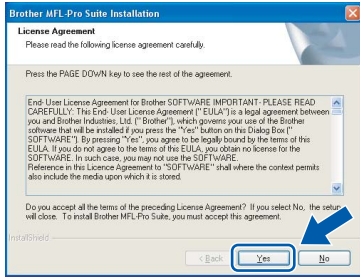 Brother MFL-Pro Suite Installation
License Agreement
Please read the following license agreement carefully.
Press the PAGE DOWN key to see the rest of the agreement.
End- User License Agreement for Brother SOFTWARE IMPORTANT- PLEASE READ
CAREFULLY: This End- User License Agreement (" EULA") is a legal agreement between
you and Brother Industries, Ltd. (" Brother"), which governs your use of the Brother
software that will be installed if you press the "Yes" button on this Dialog Box ("
SOFTWARE"). By pressing "Yes", you agree to be legally bound by the terms of this
EULA. If you do not agree to the terms of this EULA, you obtain no license for the
SOFTWARE. In such case, you may not use the SOFTWARE.
Reference in this Licence Agreement to "SOFTWARE" shall where the context permits
also include the media upon which it is stored.
Do you accept all the terms of the preceding License Agreement? If you select No, the setup
will close. To install Brother MFL-Pro Suite, you must accept this agreement.
InstallShield
< Back Yes No